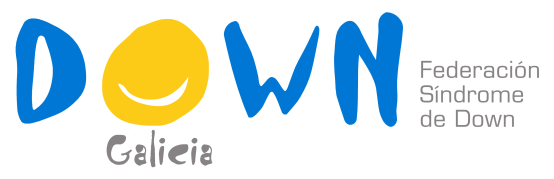 DOWN
Galicia
Federación
Síndrome
de Down